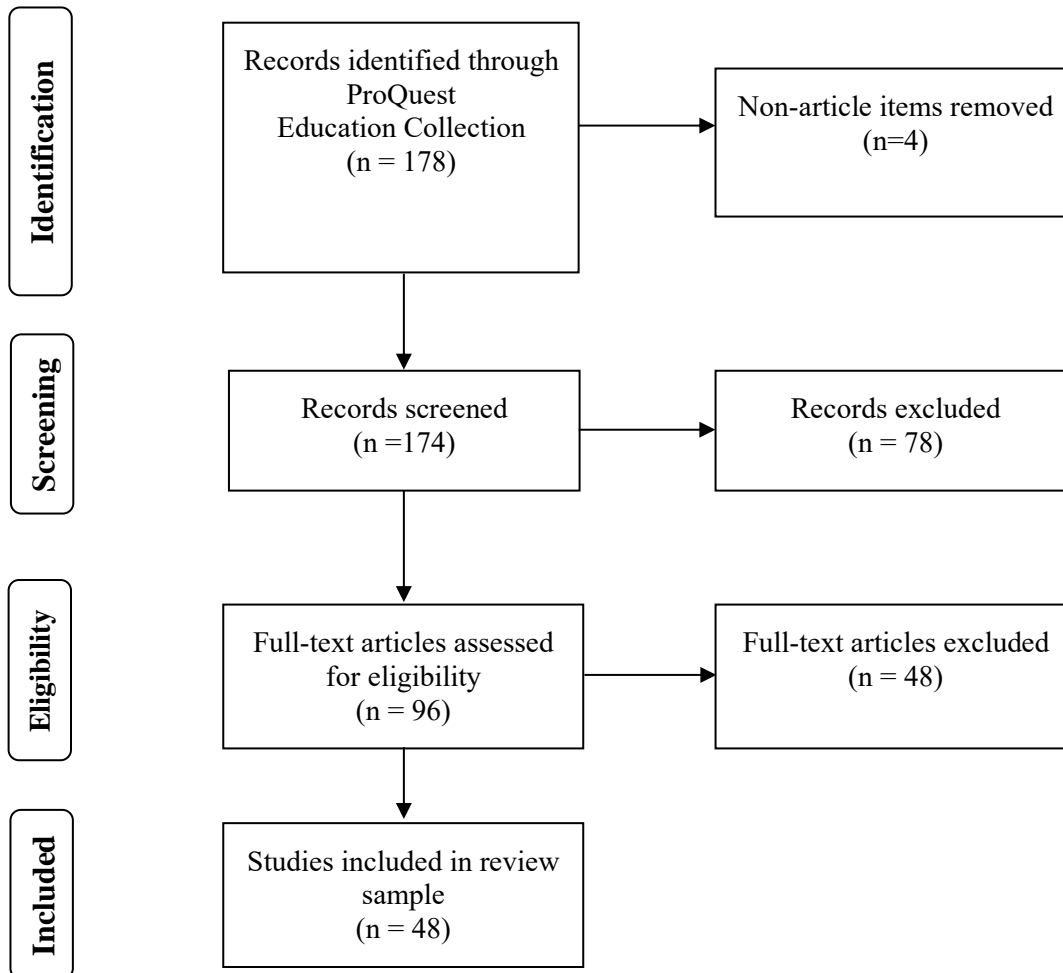 Identification
Records identified through
ProQuest
Education Collection
(n = 178)
Non-article items removed
(n=4)
Screening
Records screened
(n =174)
Records excluded
(n = 78)
Eligibility
Full-text articles assessed
for eligibility
(n = 96)
Full-text articles excluded
(n = 48)
Included
Studies included in review
sample
(n = 48)